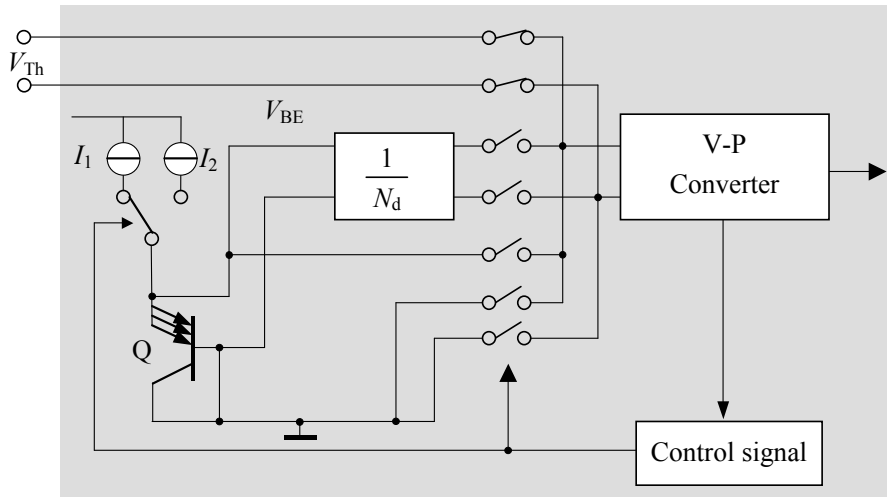 V_Th
V_BE
I_1
I_2
1
N_d
V-P
Converter
Q
Control signal